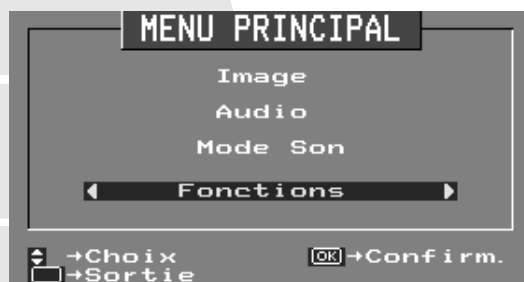 MENU PRINCIPAL
Image
Audio
Mode Son
Fonctions
→Choix OK→Confirm.
→Sortie